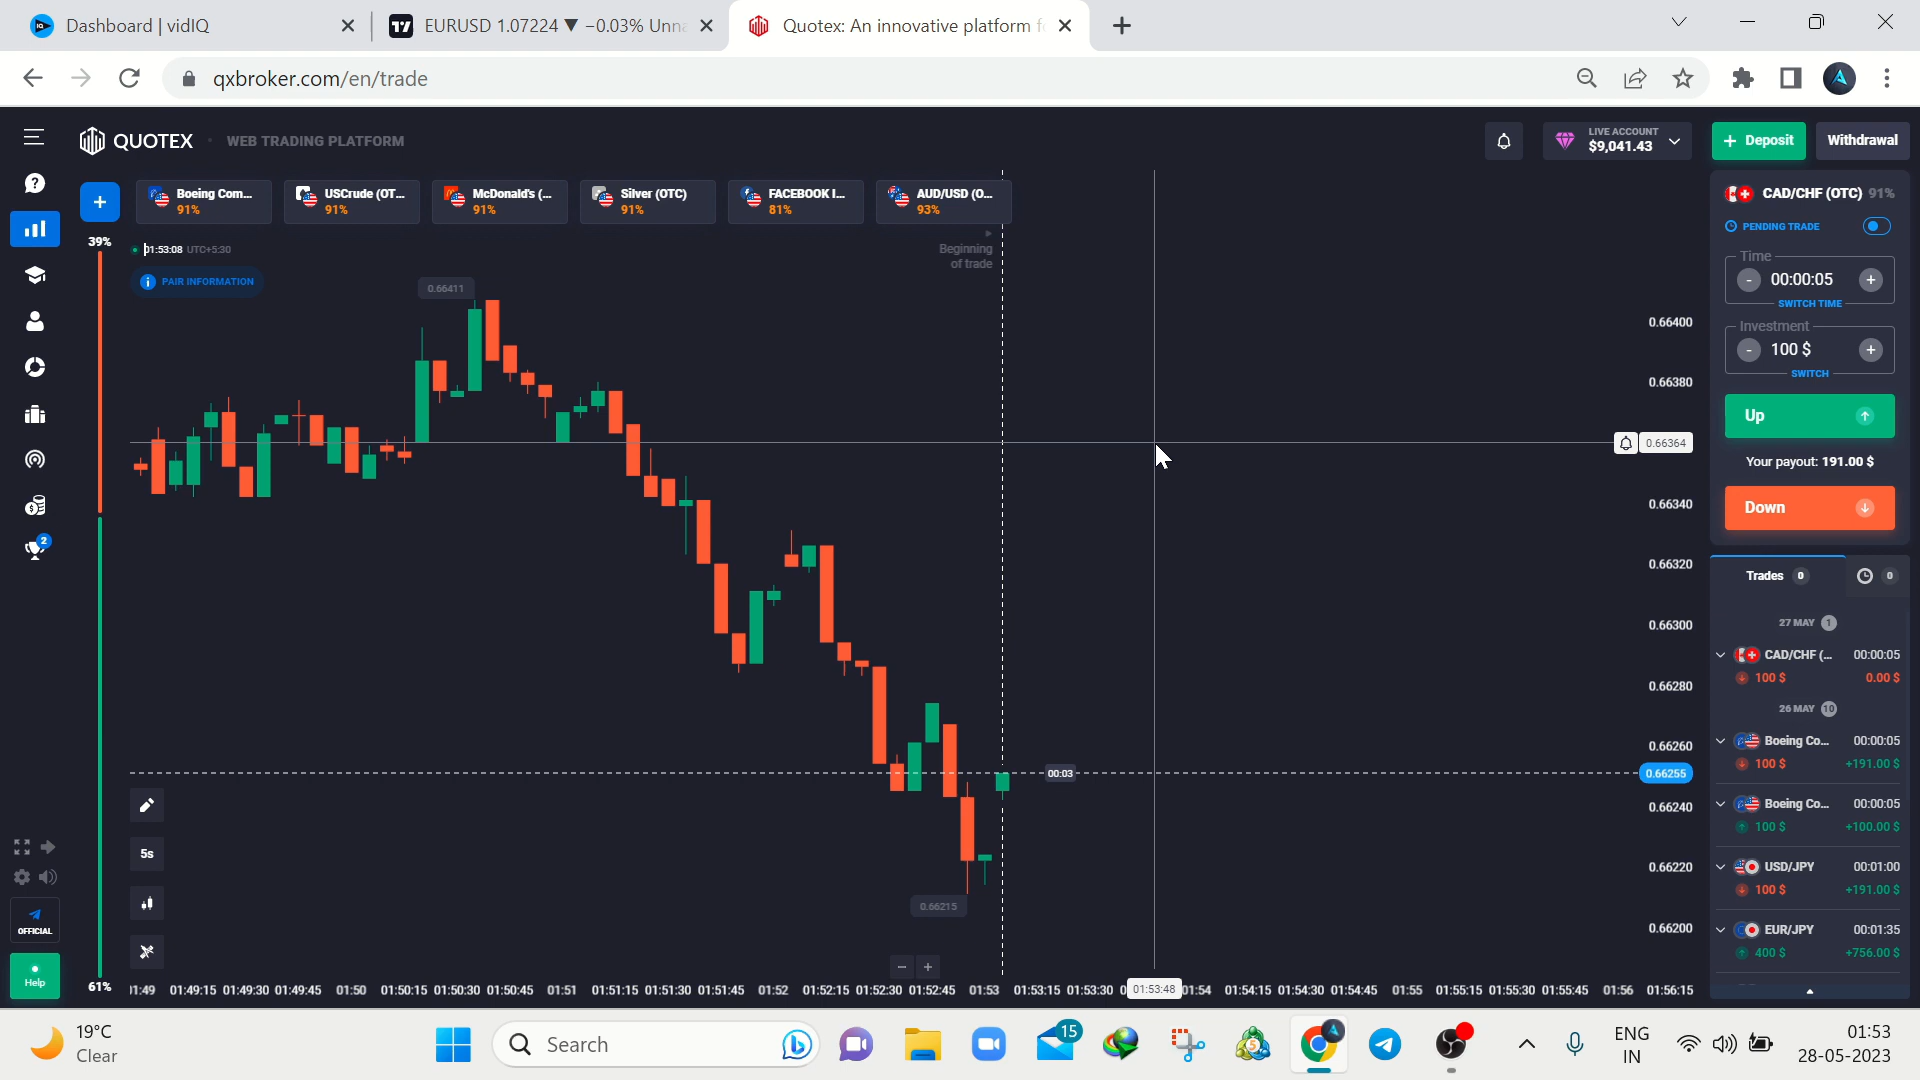 Dashboard | vidIQ
EURUSD 1.07224 ▼ −0.03% Unna
Quotex: An innovative platform f
qxbroker.com/en/trade
QUOTEX
WEB TRADING PLATFORM
LIVE ACCOUNT
$9,041.43
+ Deposit
Withdrawal
Boeing Com...
91%
USCrude (OT...
91%
McDonald's (...
91%
Silver (OTC)
91%
FACEBOOK I...
81%
AUD/USD (O...
93%
CAD/CHF (OTC) 91%
PENDING TRADE
39%
01:53:08 UTC+5:30
Beginning
of trade
PAIR INFORMATION
Time
00:00:05
SWITCH TIME
0.66411
0.66400
Investment
100 $
SWITCH
0.66380
Up
0.66364
Your payout: 191.00 $
0.66340
Down
0.66320
Trades 0
0
0.66300
27 MAY 1
CAD/CHF (... 00:00:05
100 $ 0.00 $
0.66280
26 MAY 10
0.66260
Boeing Co... 00:00:05
100 $ +191.00 $
00:03
0.66255
0.66240
Boeing Co... 00:00:05
100 $ +100.00 $
5s
0.66220
USD/JPY 00:01:00
100 $ +191.00 $
0.66215
0.66200
EUR/JPY 00:01:35
400 $ +756.00 $
2
OFFICIAL
Help
61%
01:49:15 01:49:30 01:49:45 01:50 01:50:15 01:50:30 01:50:45 01:51 01:51:15 01:51:30 01:51:45 01:52 01:52:15 01:52:30 01:52:45 01:53 01:53:15 01:53:30 01:53:48 01:54 01:54:15 01:54:30 01:54:45 01:55 01:55:15 01:55:30 01:55:45 01:56 01:56:15
19°C
Clear
Search
15
ENG
IN
01:53
28-05-2023